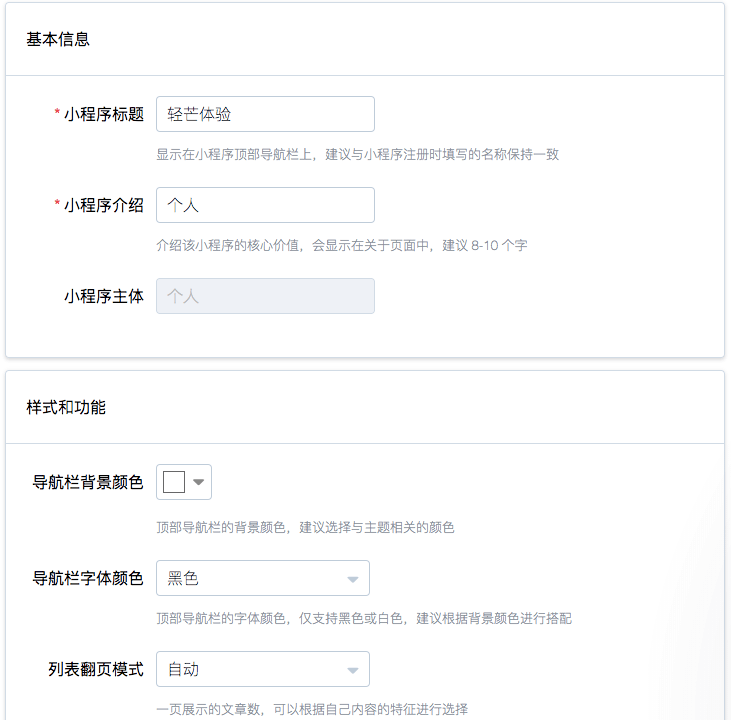 基本信息
* 小程序标题 轻芒体验
显示在小程序顶部导航栏上，建议与小程序注册时填写的名称保持一致
* 小程序介绍 个人
介绍该小程序的核心价值，会显示在关于页面中，建议 8-10 个字
小程序主体 个人
样式和功能
导航栏背景颜色
顶部导航栏的背景颜色，建议选择与主题相关的颜色
导航栏字体颜色 黑色
顶部导航栏的字体颜色，仅支持黑色或白色，建议根据背景颜色进行搭配
列表翻页模式 自动
一页展示的文章数，可以根据自己内容的特征进行选择